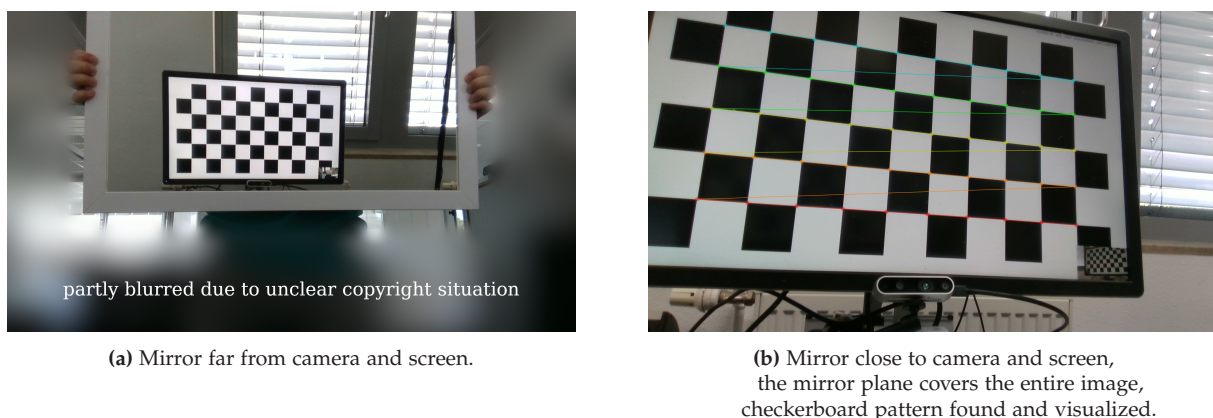 partly blurred due to unclear copyright situation
(a) Mirror far from camera and screen.
(b) Mirror close to camera and screen,
the mirror plane covers the entire image,
checkerboard pattern found and visualized.